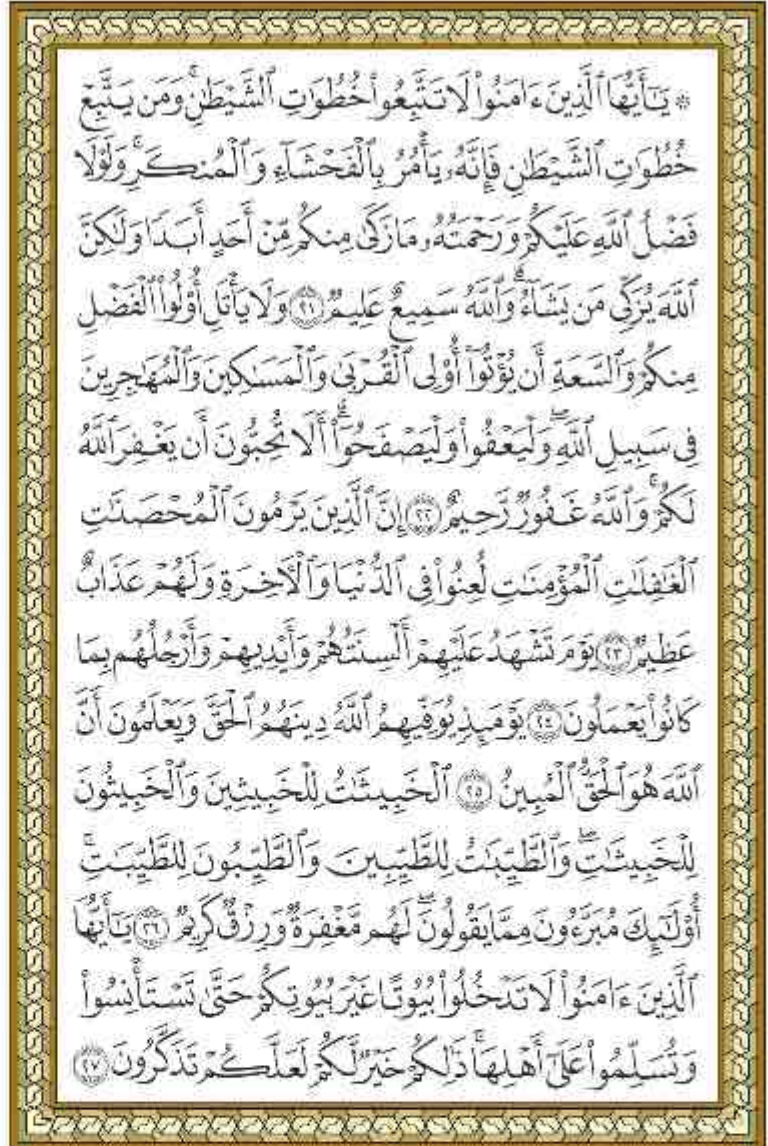 ۞ يَـٰٓأَيُّهَا ٱلَّذِينَ ءَامَنُوا۟ لَا تَتَّبِعُوا۟ خُطُوَٰتِ ٱلشَّيْطَـٰنِ ۚ وَمَن يَتَّبِعْ
خُطُوَٰتِ ٱلشَّيْطَـٰنِ فَإِنَّهُۥ يَأْمُرُ بِٱلْفَحْشَآءِ وَٱلْمُنكَرِ ۚ وَلَوْلَا
فَضْلُ ٱللَّهِ عَلَيْكُمْ وَرَحْمَتُهُۥ مَا زَكَىٰ مِنكُم مِّنْ أَحَدٍ أَبَدًا وَلَـٰكِنَّ
ٱللَّهَ يُزَكِّى مَن يَشَآءُ ۗ وَٱللَّهُ سَمِيعٌ عَلِيمٌ ۝٢١ وَلَا يَأْتَلِ أُو۟لُوا۟ ٱلْفَضْلِ
مِنكُمْ وَٱلسَّعَةِ أَن يُؤْتُوٓا۟ أُو۟لِى ٱلْقُرْبَىٰ وَٱلْمَسَـٰكِينَ وَٱلْمُهَـٰجِرِينَ
فِى سَبِيلِ ٱللَّهِ ۖ وَلْيَعْفُوا۟ وَلْيَصْفَحُوٓا۟ ۗ أَلَا تُحِبُّونَ أَن يَغْفِرَ ٱللَّهُ
لَكُمْ ۗ وَٱللَّهُ غَفُورٌ رَّحِيمٌ ۝٢٢ إِنَّ ٱلَّذِينَ يَرْمُونَ ٱلْمُحْصَنَـٰتِ
ٱلْغَـٰفِلَـٰتِ ٱلْمُؤْمِنَـٰتِ لُعِنُوا۟ فِى ٱلدُّنْيَا وَٱلْـَٔاخِرَةِ وَلَهُمْ عَذَابٌ
عَظِيمٌ ۝٢٣ يَوْمَ تَشْهَدُ عَلَيْهِمْ أَلْسِنَتُهُمْ وَأَيْدِيهِمْ وَأَرْجُلُهُم بِمَا
كَانُوا۟ يَعْمَلُونَ ۝٢٤ يَوْمَئِذٍ يُوَفِّيهِمُ ٱللَّهُ دِينَهُمُ ٱلْحَقَّ وَيَعْلَمُونَ أَنَّ
ٱللَّهَ هُوَ ٱلْحَقُّ ٱلْمُبِينُ ۝٢٥ ٱلْخَبِيثَـٰتُ لِلْخَبِيثِينَ وَٱلْخَبِيثُونَ
لِلْخَبِيثَـٰتِ ۖ وَٱلطَّيِّبَـٰتُ لِلطَّيِّبِينَ وَٱلطَّيِّبُونَ لِلطَّيِّبَـٰتِ ۚ
أُو۟لَـٰٓئِكَ مُبَرَّءُونَ مِمَّا يَقُولُونَ ۖ لَهُم مَّغْفِرَةٌ وَرِزْقٌ كَرِيمٌ ۝٢٦ يَـٰٓأَيُّهَا
ٱلَّذِينَ ءَامَنُوا۟ لَا تَدْخُلُوا۟ بُيُوتًا غَيْرَ بُيُوتِكُمْ حَتَّىٰ تَسْتَأْنِسُوا۟
وَتُسَلِّمُوا۟ عَلَىٰٓ أَهْلِهَا ۚ ذَٰلِكُمْ خَيْرٌ لَّكُمْ لَعَلَّكُمْ تَذَكَّرُونَ ۝٢٧